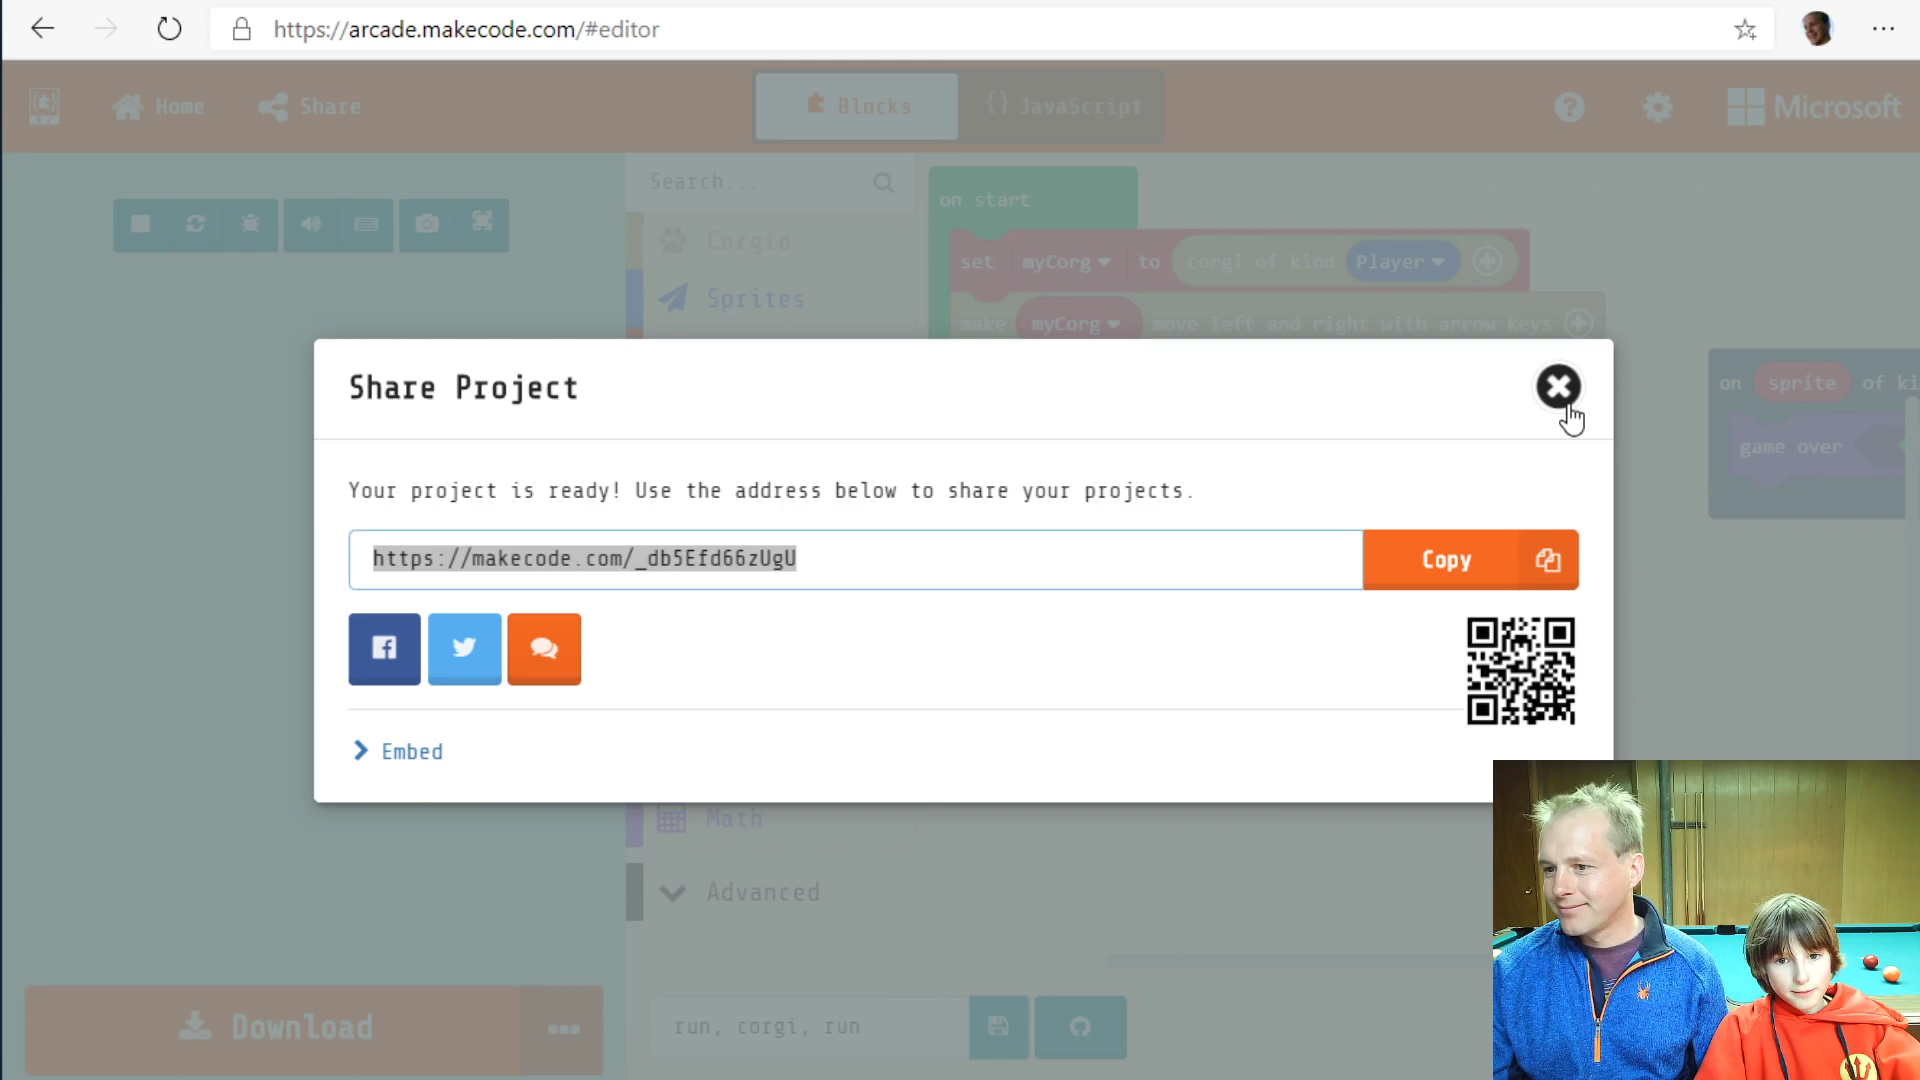 https://arcade.makecode.com/#editor
Home
Share
Blocks
{} JavaScript
Microsoft
Search...
Corgio
Sprites
Math
Advanced
on start
set myCorg to corgi of kind Player
make myCorg move left and right with arrow keys
on sprite of ki
game over
Share Project
Your project is ready! Use the address below to share your projects.
https://makecode.com/_db5Efd66zUgU
Copy
Embed
Download
run, corgi, run